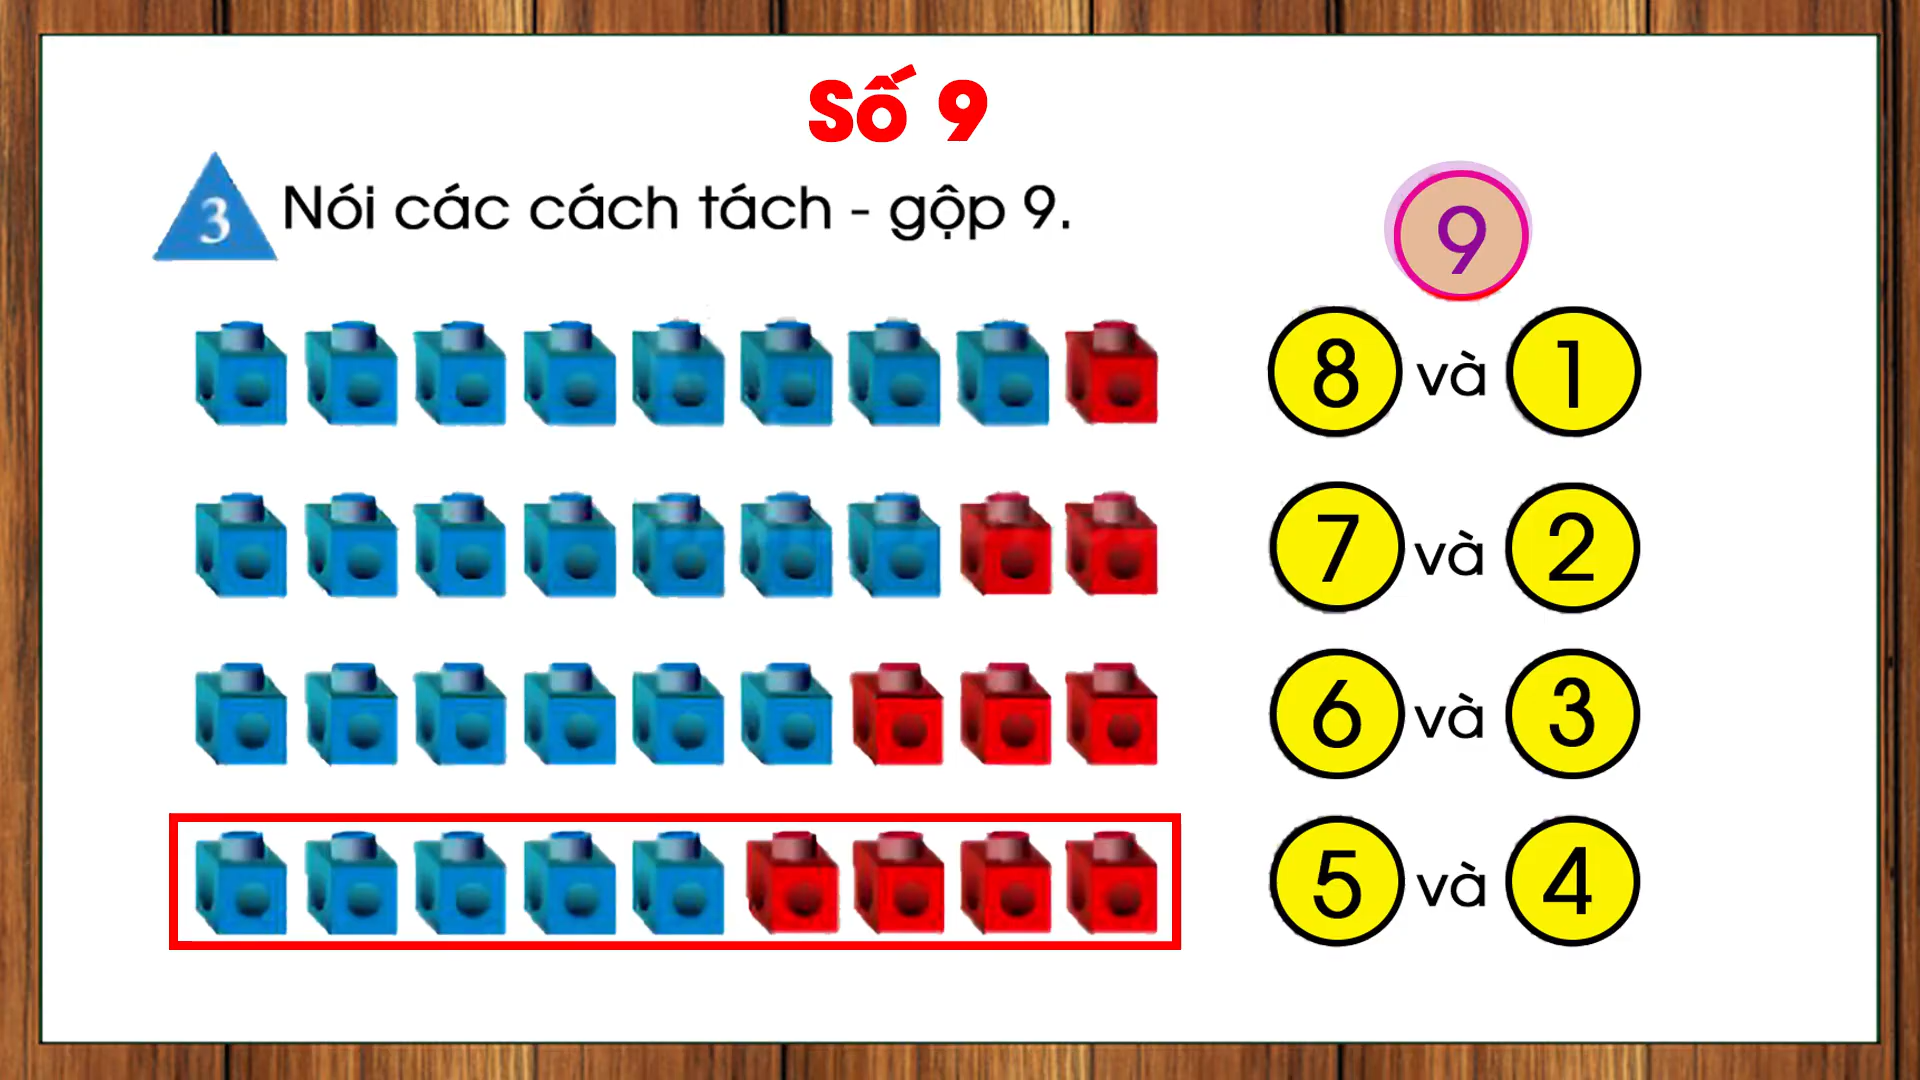 Số 9
3 Nói các cách tách - gộp 9.
9
8 và 1
7 và 2
6 và 3
5 và 4